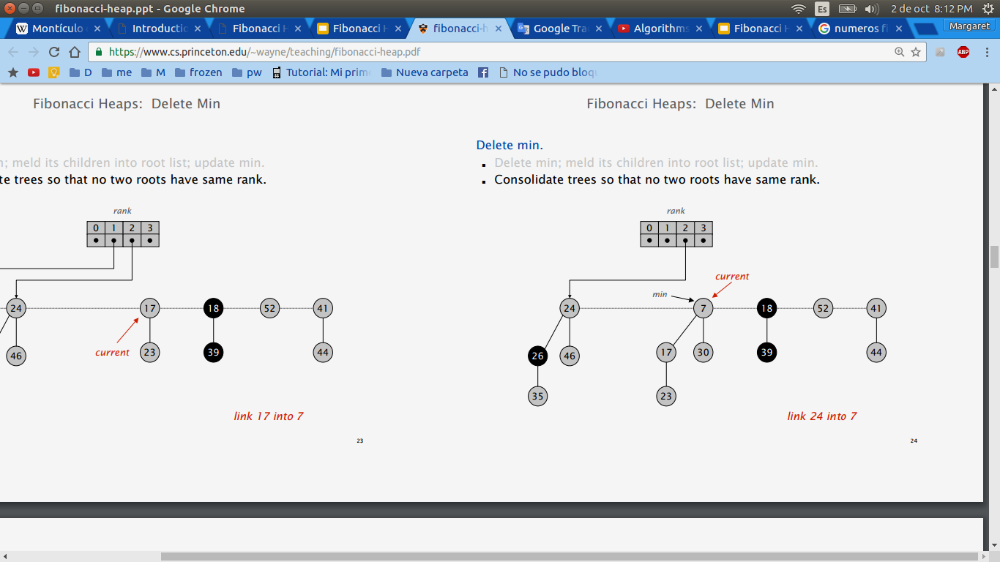 fibonacci-heap.ppt - Google Chrome
Es
2 de oct 8:12 PM
W Montículo
Introductio
Fibonacci H
Fibonacci H
fibonacci-h
Google Tra
Algorithms
Fibonacci H
G numeros fi
Margaret
https://www.cs.princeton.edu/~wayne/teaching/fibonacci-heap.pdf
ABP
D
me
M
frozen
pw
Tutorial: Mi prim
Nueva carpeta
No se pudo bloq
Fibonacci Heaps: Delete Min
n; meld its children into root list; update min.
te trees so that no two roots have same rank.
rank
0 1 2 3
24 17 18 52 41
46 23 39 44
current
link 17 into 7
23
Fibonacci Heaps: Delete Min
Delete min.
Delete min; meld its children into root list; update min.
Consolidate trees so that no two roots have same rank.
rank
0 1 2 3
current
min
24 7 18 52 41
26 46 17 30 39 44
35 23
link 24 into 7
24